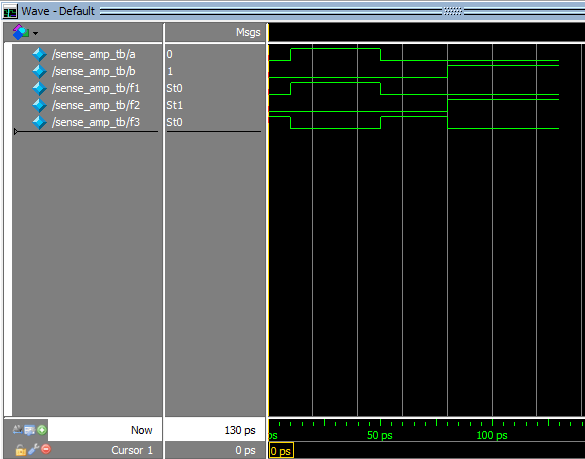 Wave - Default
Msgs
/sense_amp_tb/a 0
/sense_amp_tb/b 1
/sense_amp_tb/f1 St0
/sense_amp_tb/f2 St1
/sense_amp_tb/f3 St0
Now 130 ps ps 50 ps 100 ps
Cursor 1 0 ps 0 ps